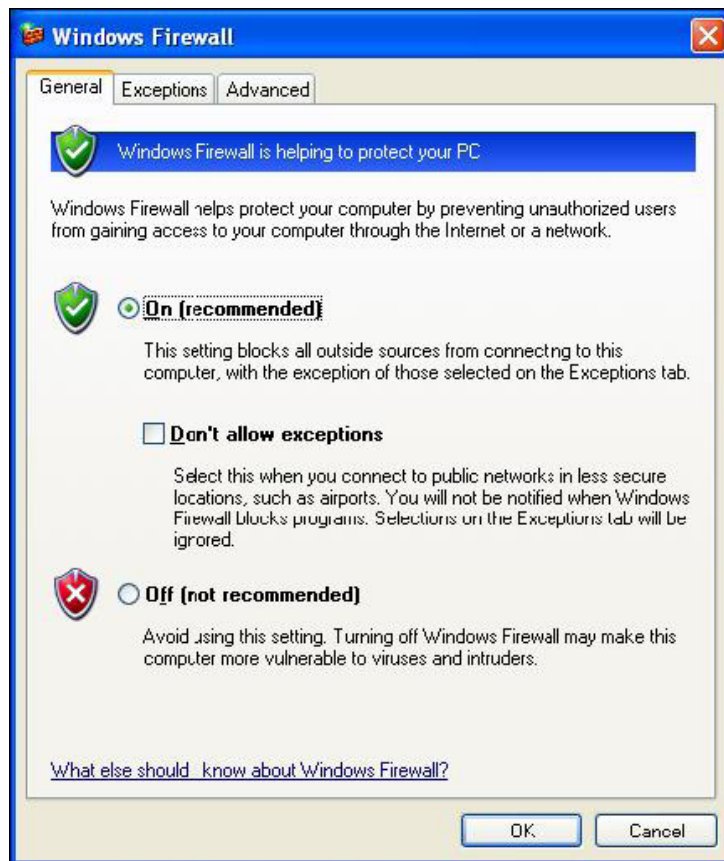 Windows Firewall
General Exceptions Advanced
Windows Firewall is helping to protect your PC
Windows Firewall helps protect your computer by preventing unauthorized users
from gaining access to your computer through the Internet or a network.
On (recommended)
This setting blocks all outside sources from connecting to this
computer, with the exception of those selected on the Exceptions tab.
Don't allow exceptions
Select this when you connect to public networks in less secure
locations, such as airports. You will not be notified when Windows
Firewall blocks programs. Selections on the Exceptions tab will be
ignored.
Off (not recommended)
Avoid using this setting. Turning off Windows Firewall may make this
computer more vulnerable to viruses and intruders.
What else should I know about Windows Firewall?
OK Cancel